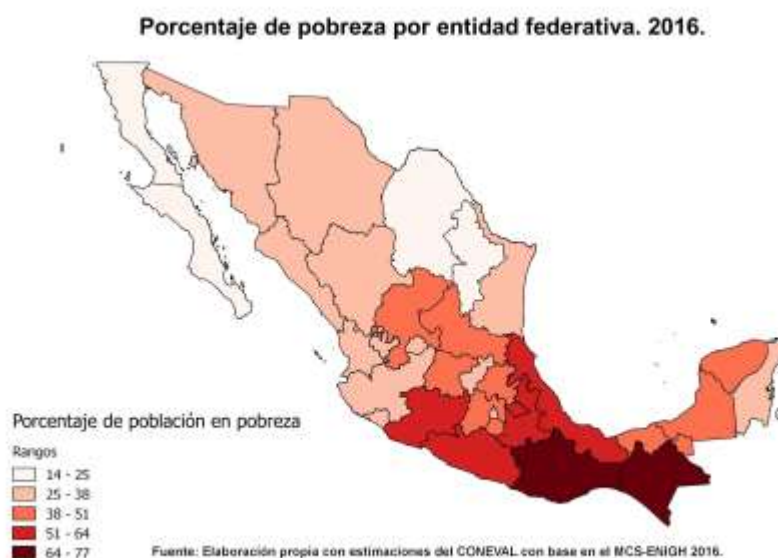 Porcentaje de pobreza por entidad federativa. 2016.
Porcentaje de población en pobreza
Rangos
14 - 25
25 - 38
38 - 51
51 - 64
64 - 77
Fuente: Elaboración propia con estimaciones del CONEVAL con base en el MCS-ENIGH 2016.